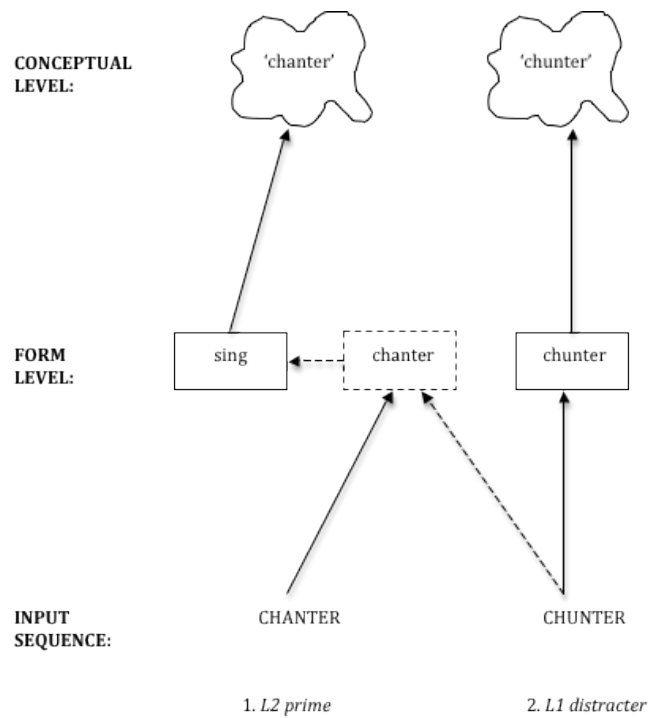 CONCEPTUAL
LEVEL:
'chanter'
'chunter'
FORM
LEVEL:
sing
chanter
chunter
INPUT
SEQUENCE:
CHANTER
CHUNTER
1. L2 prime
2. L1 distracter